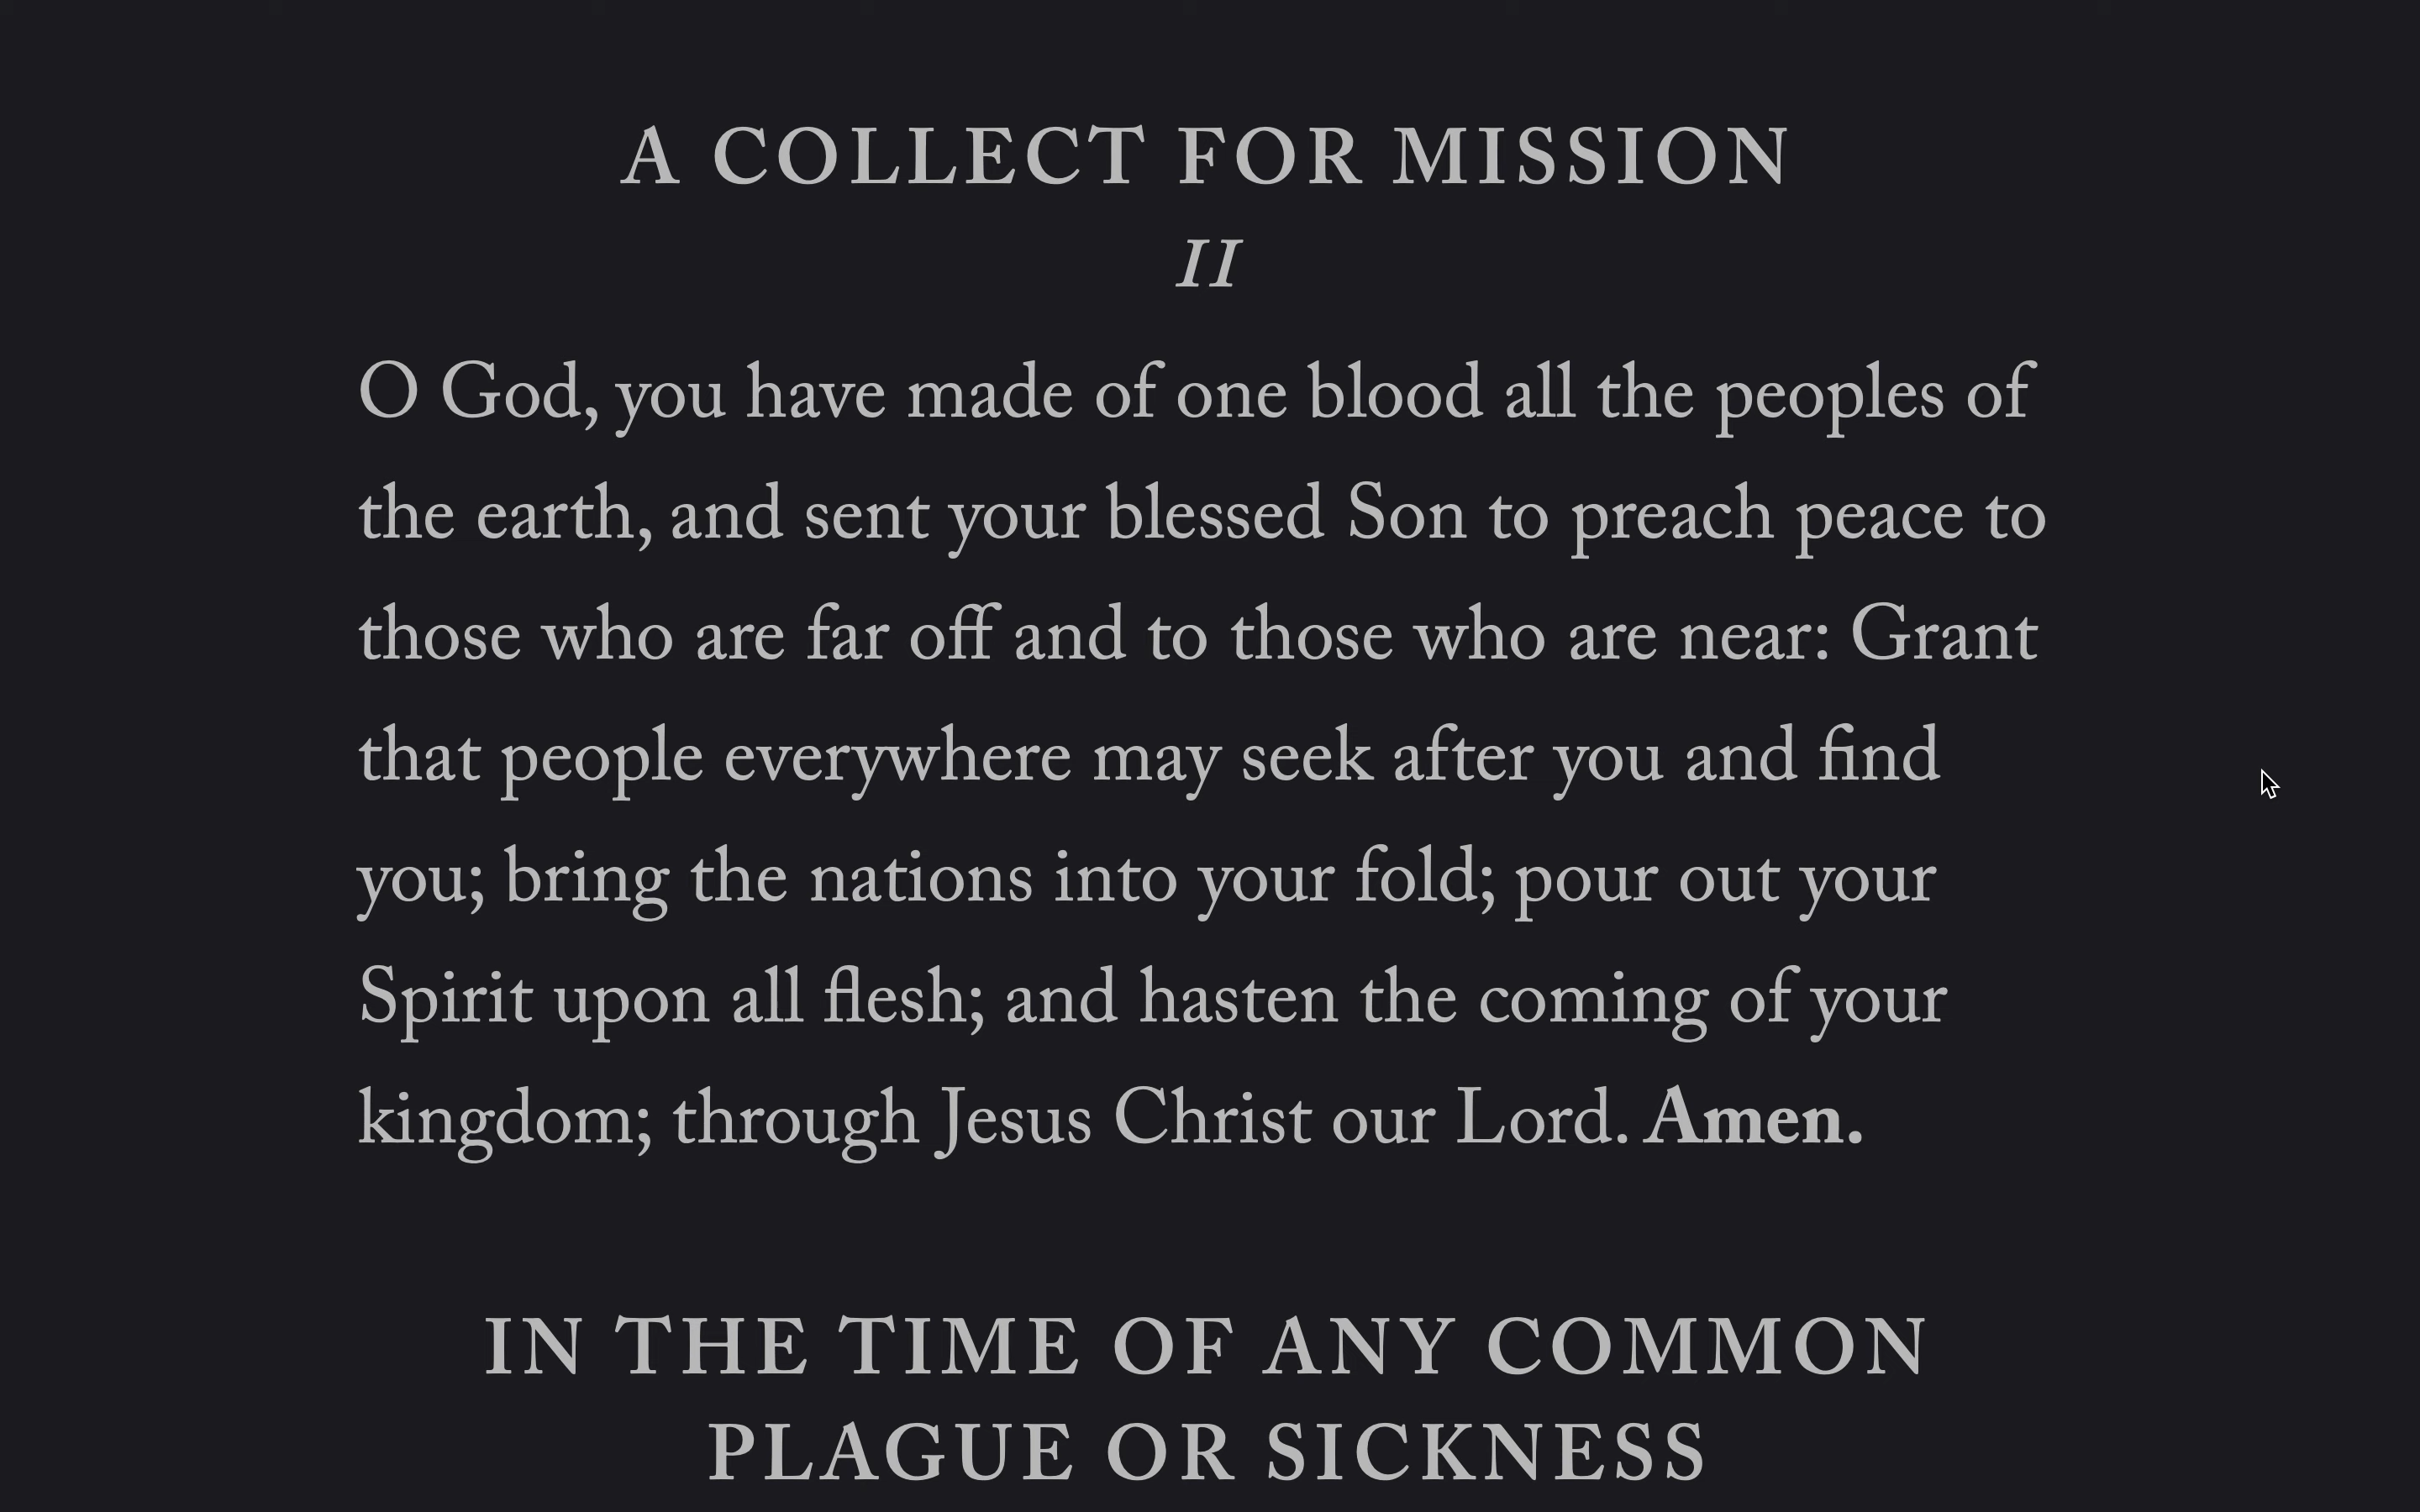 A COLLECT FOR MISSION
II
O God, you have made of one blood all the peoples of
the earth, and sent your blessed Son to preach peace to
those who are far off and to those who are near: Grant
that people everywhere may seek after you and find
you; bring the nations into your fold; pour out your
Spirit upon all flesh; and hasten the coming of your
kingdom; through Jesus Christ our Lord. Amen.
IN THE TIME OF ANY COMMON
PLAGUE OR SICKNESS